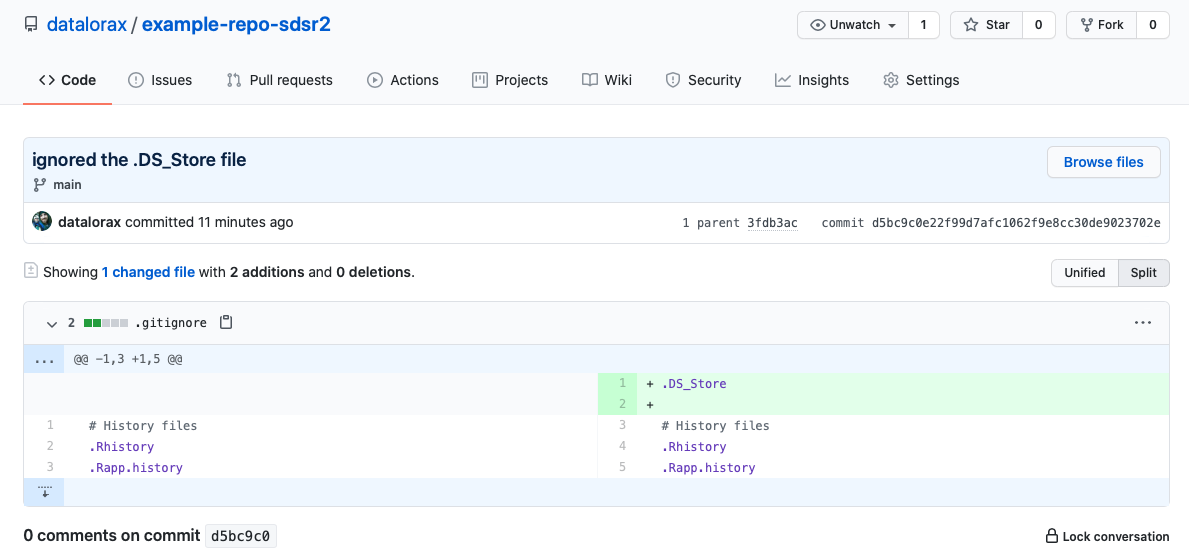 datalorax / example-repo-sdsr2 Unwatch 1 Star 0 Fork 0
Code Issues Pull requests Actions Projects Wiki Security Insights Settings
ignored the .DS_Store file Browse files
main
datalorax committed 11 minutes ago 1 parent 3fdb3ac commit d5bc9c0e22f99d7afc1062f9e8cc30de9023702e
Showing 1 changed file with 2 additions and 0 deletions. Unified Split
2 .gitignore ...
... @@ -1,3 +1,5 @@
1 + .DS_Store
2 +
1 # History files 3 # History files
2 .Rhistory 4 .Rhistory
3 .Rapp.history 5 .Rapp.history
0 comments on commit d5bc9c0 Lock conversation